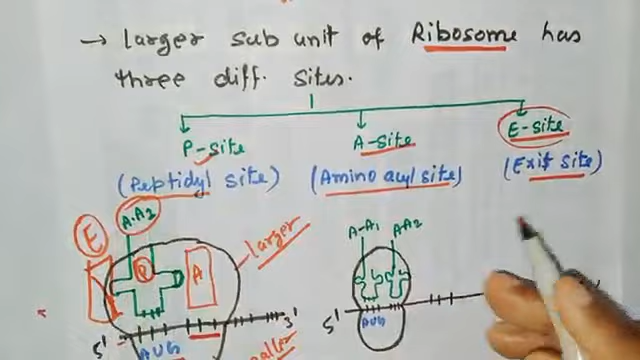 → Larger sub unit of Ribosome has
three diff. sites.
P-site A-site E-site
(Peptidyl site) (Amino acyl site) (Exit site)
E A.A2 larger A-A1 AA2
P A
5' AUG 3' 5' AUG